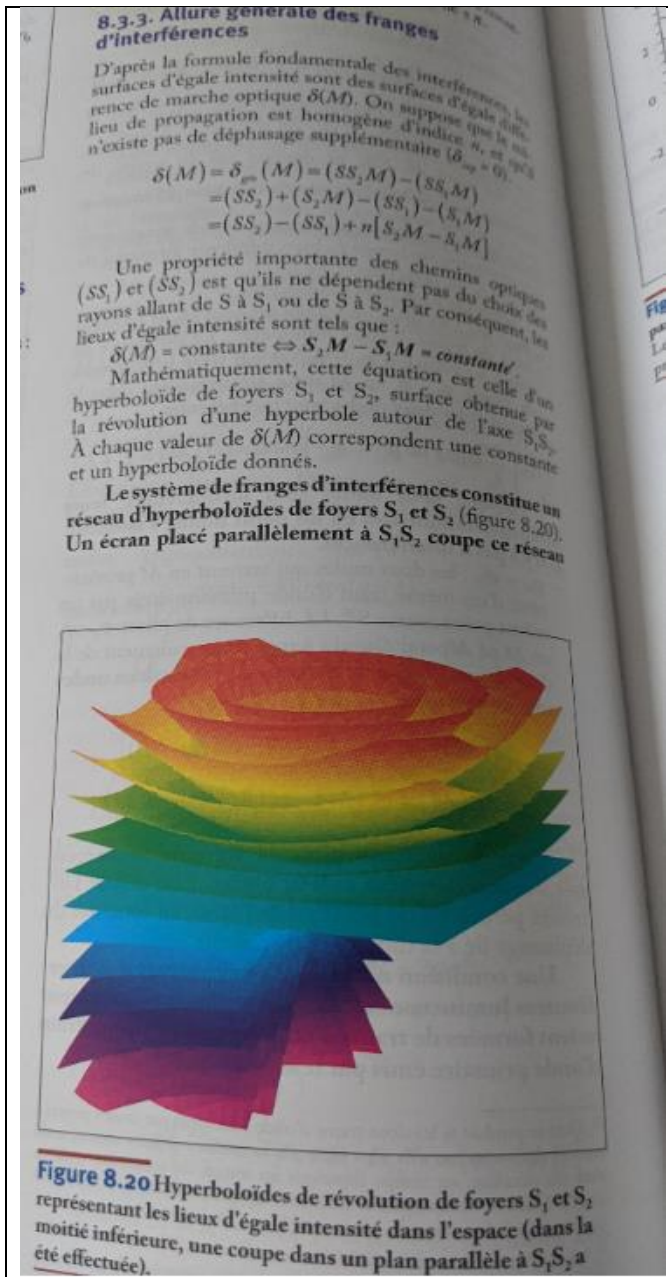 8.3.3. Allure générale des franges
d'interférences
D'après la formule fondamentale des interférences, les
surfaces d'égale intensité sont des surfaces d'égale diffé-
rence de marche optique δ(M). On suppose que le mi-
lieu de propagation est homogène d'indice n, et qu'il
n'existe pas de déphasage supplémentaire (δsup = 0).
δ(M) = δgéo(M) = (SS₂M) − (SS₁M)
=(SS₂)+(S₂M)−(SS₁)−(S₁M)
=(SS₂)−(SS₁)+n[S₂M − S₁M]
Une propriété importante des chemins optiques
(SS₁) et (SS₂) est qu'ils ne dépendent pas du choix des
rayons allant de S à S₁ ou de S à S₂. Par conséquent, les
lieux d'égale intensité sont tels que :
δ(M) = constante ⇔ S₂M − S₁M = constante.
Mathématiquement, cette équation est celle d'un
hyperboloïde de foyers S₁ et S₂, surface obtenue par
la révolution d'une hyperbole autour de l'axe S₁S₂.
À chaque valeur de δ(M) correspondent une constante
et un hyperboloïde donnés.
Le système de franges d'interférences constitue un
réseau d'hyperboloïdes de foyers S₁ et S₂ (figure 8.20).
Un écran placé parallèlement à S₁S₂ coupe ce réseau
Figure 8.20 Hyperboloïdes de révolution de foyers S₁ et S₂
représentant les lieux d'égale intensité dans l'espace (dans la
moitié inférieure, une coupe dans un plan parallèle à S₁S₂ a
été effectuée).